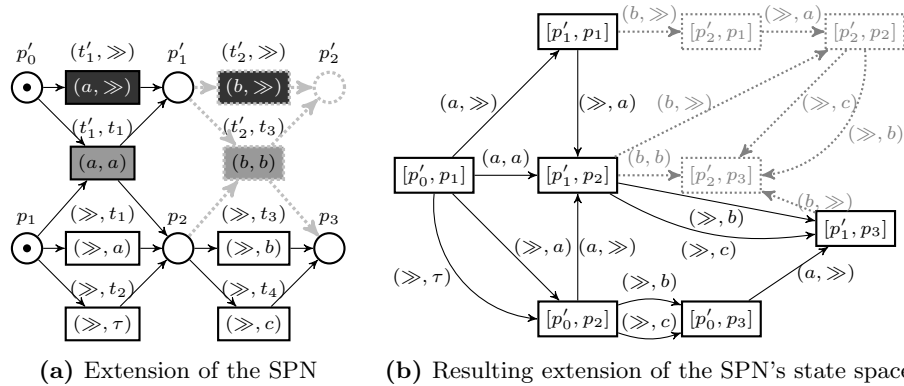 (t′1, ≫) (t′2, ≫)
p′0 p′1 p′2
(a, ≫) (b, ≫)
(t′1, t1) (t′2, t3)
(a, a) (b, b)
p1 (≫, t1) p2 (≫, t3) p3
(≫, a) (≫, b)
(≫, t2) (≫, t4)
(≫, τ) (≫, c)
(a) Extension of the SPN
[p′1, p1] (b, ≫) [p′2, p1] (≫, a) [p′2, p2]
(a, ≫) (≫, a) (b, ≫) (≫, c) (≫, b)
[p′0, p1] (a, a) [p′1, p2] (b, b) [p′2, p3]
(b, ≫)
(≫, b) [p′1, p3]
(≫, τ) (≫, a) (a, ≫) (≫, c)
(≫, b) (a, ≫)
[p′0, p2] (≫, c) [p′0, p3]
(b) Resulting extension of the SPN's state space